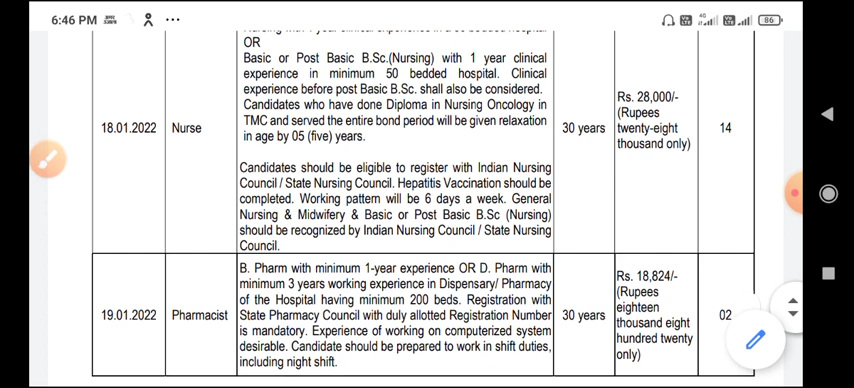 6:46 PM
4G
86
OR
Basic or Post Basic B.Sc.(Nursing) with 1 year clinical
experience in minimum 50 bedded hospital. Clinical
experience before post Basic B.Sc. shall also be considered.
Candidates who have done Diploma in Nursing Oncology in
TMC and served the entire bond period will be given relaxation
in age by 05 (five) years.
Candidates should be eligible to register with Indian Nursing
Council / State Nursing Council. Hepatitis Vaccination should be
completed. Working pattern will be 6 days a week. General
Nursing & Midwifery & Basic or Post Basic B.Sc (Nursing)
should be recognized by Indian Nursing Council / State Nursing
Council.
18.01.2022
Nurse
30 years
Rs. 28,000/-
(Rupees
twenty-eight
thousand only)
14
19.01.2022
Pharmacist
B. Pharm with minimum 1-year experience OR D. Pharm with
minimum 3 years working experience in Dispensary/ Pharmacy
of the Hospital having minimum 200 beds. Registration with
State Pharmacy Council with duly allotted Registration Number
is mandatory. Experience of working on computerized system
desirable. Candidate should be prepared to work in shift duties,
including night shift.
30 years
Rs. 18,824/-
(Rupees
eighteen
thousand eight
hundred twenty
only)
02